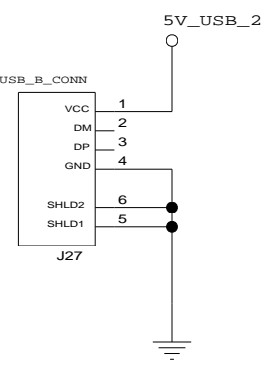 5V_USB_2
USB_B_CONN
VCC 1
DM 2
DP 3
GND 4
SHLD2 6
SHLD1 5
J27